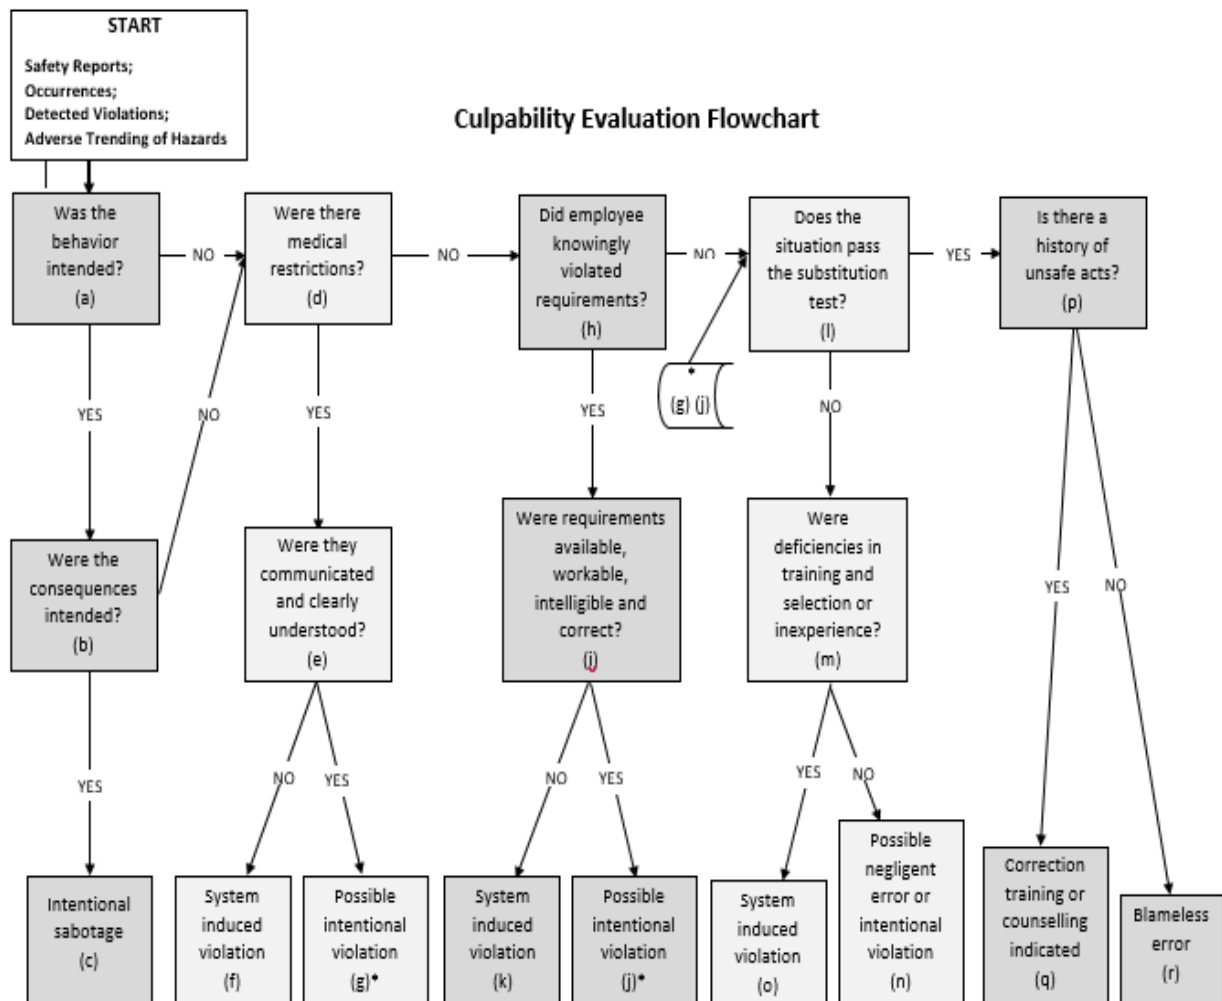 START
Safety Reports;
Occurrences;
Detected Violations;
Adverse Trending of Hazards
Culpability Evaluation Flowchart
Was the
behavior
intended?
(a)
NO
Were there
medical
restrictions?
(d)
NO
Did employee
knowingly
violated
requirements?
(h)
NO
Does the
situation pass
the substitution
test?
(l)
YES
Is there a
history of
unsafe acts?
(p)
*
(g) (j)
YES
NO
YES
YES
NO
Were the
consequences
intended?
(b)
Were they
communicated
and clearly
understood?
(e)
Were requirements
available,
workable,
intelligible and
correct?
(i)
Were
deficiencies in
training and
selection or
inexperience?
(m)
YES
NO
YES
NO
YES
NO
YES
YES
NO
Intentional
sabotage
(c)
System
induced
violation
(f)
Possible
intentional
violation
(g)*
System
induced
violation
(k)
Possible
intentional
violation
(j)*
System
induced
violation
(o)
Possible
negligent
error or
intentional
violation
(n)
Correction
training or
counselling
indicated
(q)
Blameless
error
(r)